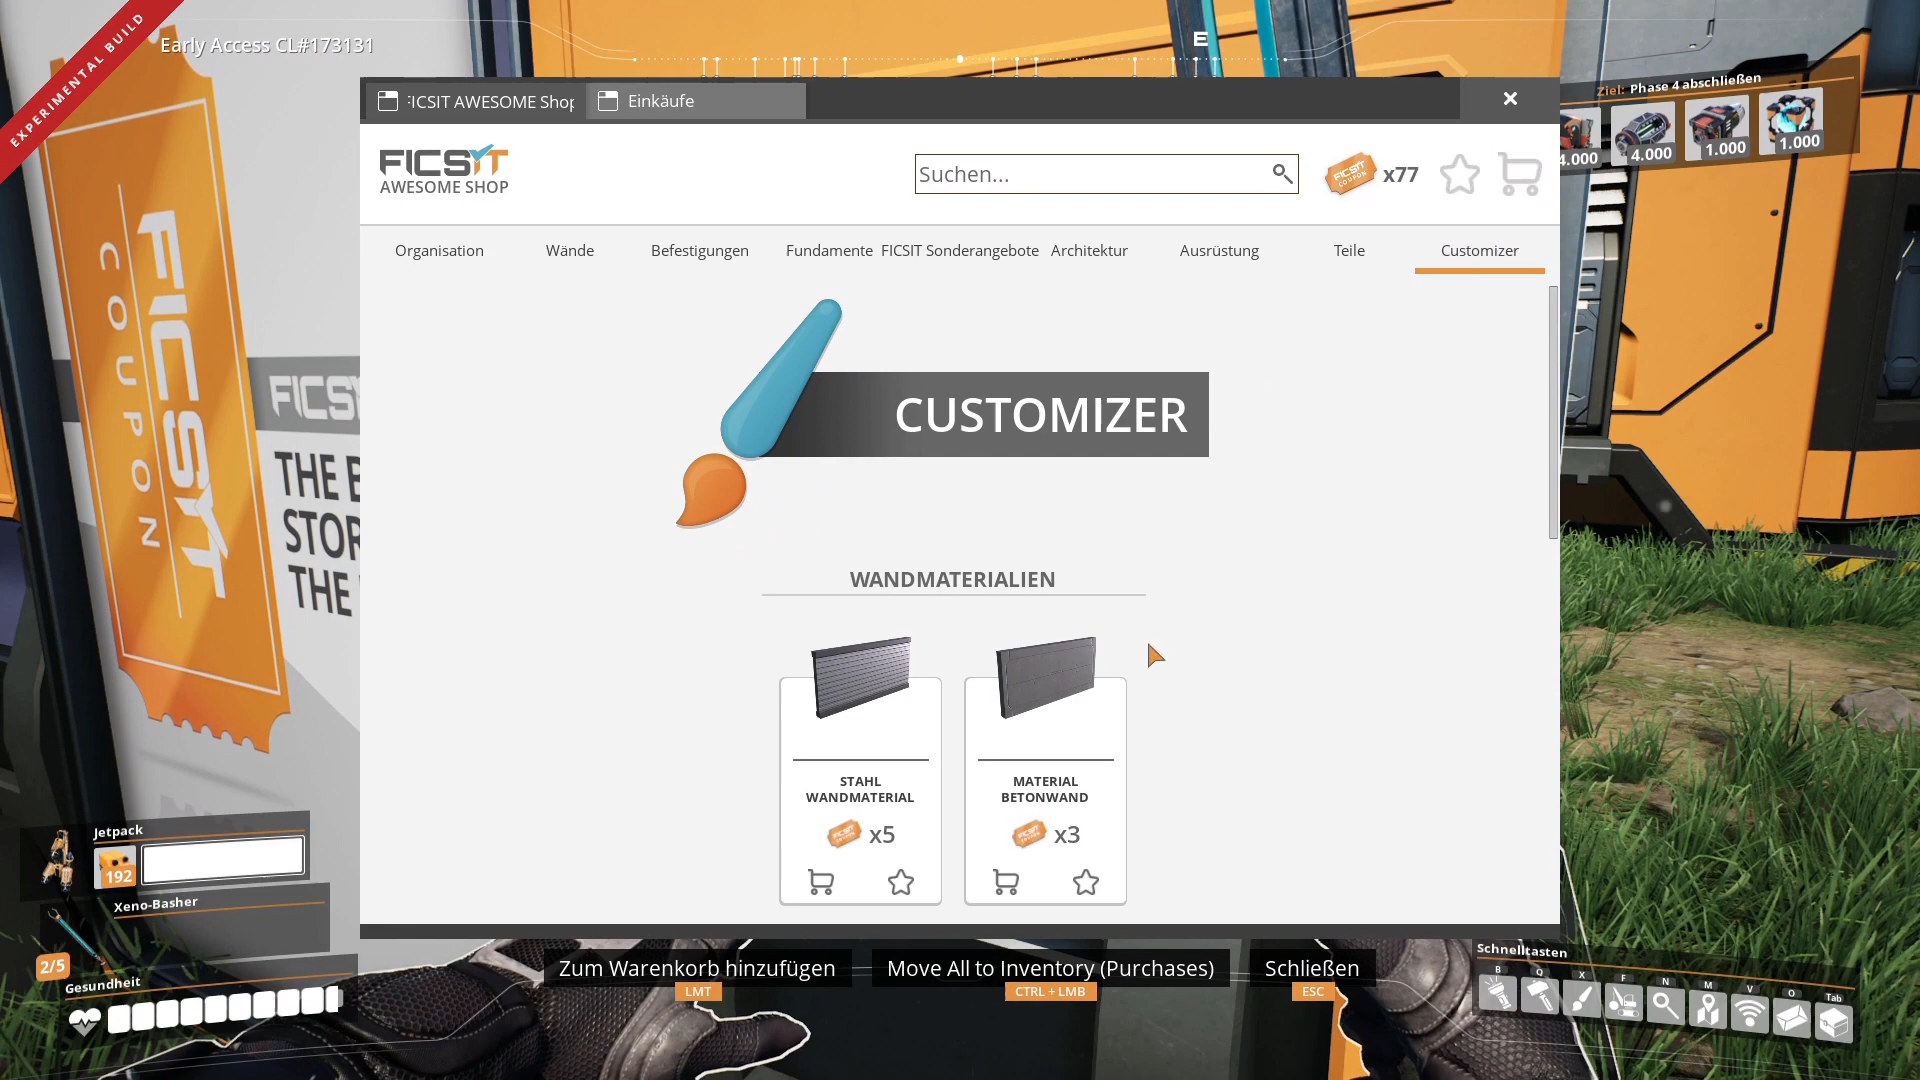 EXPERIMENTAL BUILD
Early Access CL#173131
E
FICSIT AWESOME Shop
Einkäufe
Ziel: Phase 4 abschließen
4.000
4.000
1.000
1.000
FICSIT
AWESOME SHOP
Suchen...
FICSIT
COUPON
x77
Organisation
Wände
Befestigungen
Fundamente
FICSIT Sonderangebote
Architektur
Ausrüstung
Teile
Customizer
CUSTOMIZER
WANDMATERIALIEN
STAHL
WANDMATERIAL
x5
MATERIAL
BETONWAND
x3
FICSIT
COUPON
FICSI
THE
STOR
THE
Jetpack
192
Xeno-Basher
2/5
Gesundheit
Zum Warenkorb hinzufügen
LMT
Move All to Inventory (Purchases)
CTRL + LMB
Schließen
ESC
Schnelltasten
B
Q
X
F
N
M
V
O
Tab